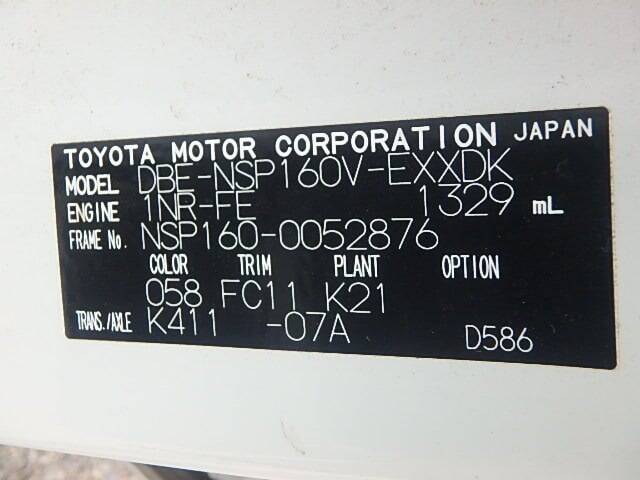 TOYOTA MOTOR CORPORATION JAPAN
MODEL DBE-NSP160V-EXXDK
ENGINE 1NR-FE 1329 mL
FRAME No. NSP160-0052876
COLOR TRIM PLANT OPTION
058 FC11 K21
TRANS./AXLE K411 -07A D586